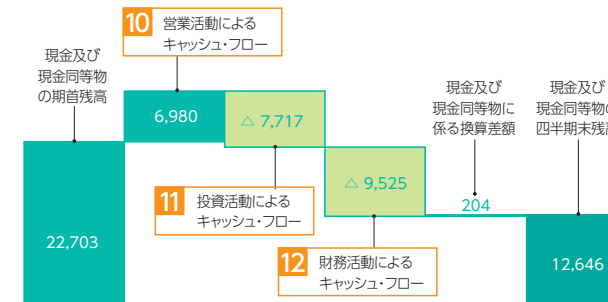 10 営業活動による
キャッシュ・フロー
現金及び
現金同等物
の期首残高
現金及び
現金同等物に
係る換算差額
現金及び
現金同等物の
四半期末残高
6,980
△ 7,717
△ 9,525
11 投資活動による
キャッシュ・フロー
204
22,703
12 財務活動による
キャッシュ・フロー
12,646